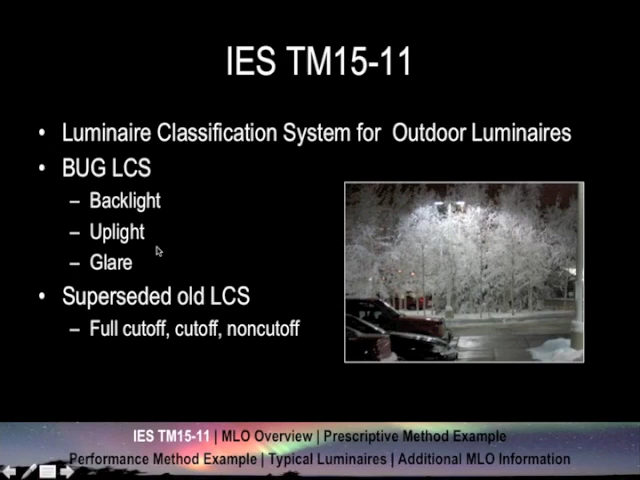 IES TM15-11
• Luminaire Classification System for Outdoor Luminaires
• BUG LCS
– Backlight
– Uplight
– Glare
• Superseded old LCS
– Full cutoff, cutoff, noncutoff
IES TM15-11 | MLO Overview | Prescriptive Method Example
Performance Method Example | Typical Luminaires | Additional MLO Information